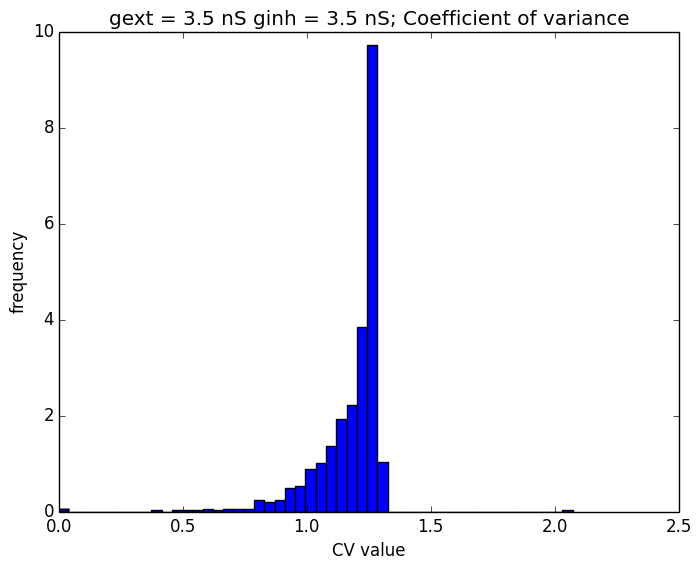 gext = 3.5 nS ginh = 3.5 nS; Coefficient of variance
10
8
6
4
2
0
0.0 0.5 1.0 1.5 2.0 2.5
frequency
CV value